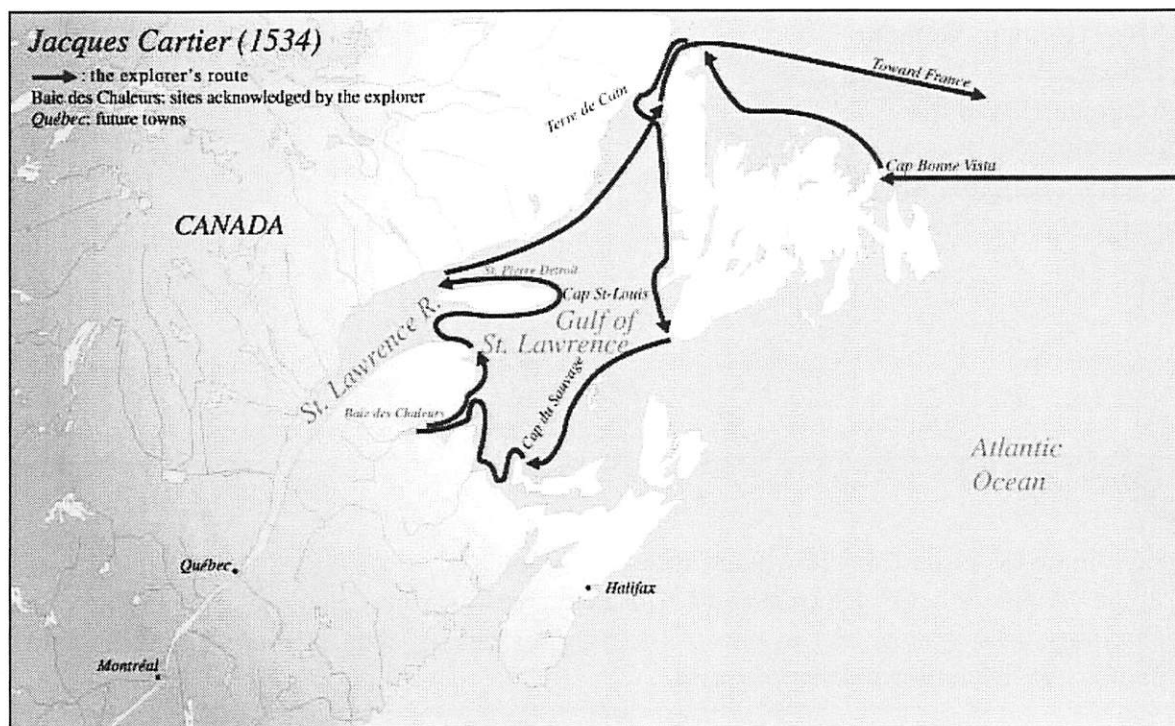 Jacques Cartier (1534)
: the explorer's route
Baie des Chaleurs: sites acknowledged by the explorer
Québec: future towns
Toward France
Terre de Cain
Cap Bonne Vista
CANADA
St. Pierre Detroit
Cap St-Louis
Gulf of
St. Lawrence
St. Lawrence R.
Cap du Sauvage
Baie des Chaleurs
Atlantic
Ocean
Québec
Halifax
Montréal